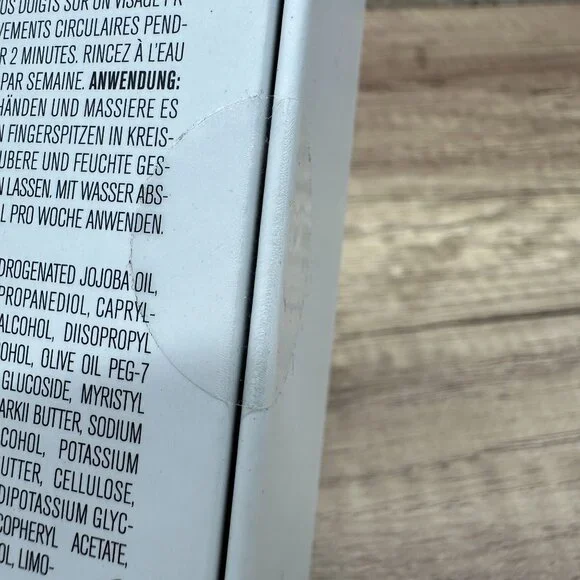 DOIGTS SUR UN VISAGE PR
VEMENTS CIRCULAIRES PEND-
R 2 MINUTES. RINCEZ À L'EAU
PAR SEMAINE. ANWENDUNG:
HÄNDEN UND MASSIERE ES
N FINGERSPITZEN IN KREIS-
UBERE UND FEUCHTE GES-
N LASSEN. MIT WASSER ABS-
L PRO WOCHE ANWENDEN.
DROGENATED JOJOBA OIL,
PROPANEDIOL, CAPRYL-
ALCOHOL, DIISOPROPYL
OHOL, OLIVE OIL PEG-7
GLUCOSIDE, MYRISTYL
ARKII BUTTER, SODIUM
COHOL, POTASSIUM
UTTER, CELLULOSE,
DIPOTASSIUM GLYC-
COPHERYL ACETATE,
OL, LIMO-